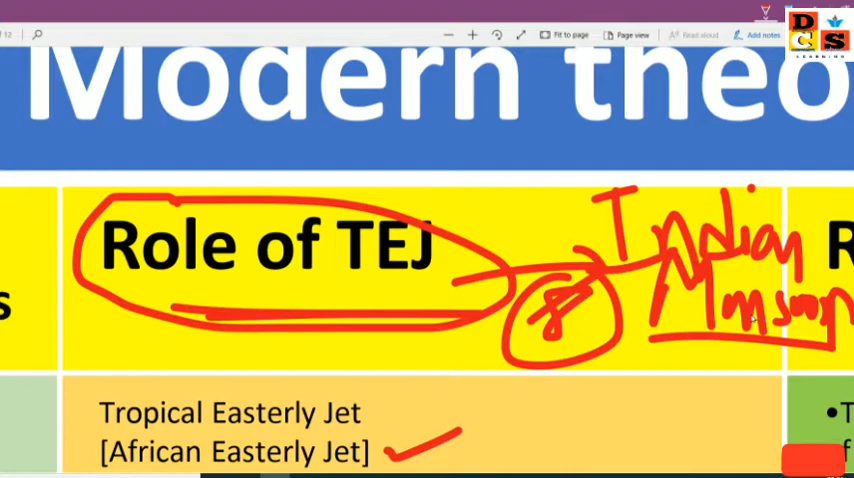 12
Fit to page
Page view
Read aloud
Add notes
D
C S
LEARNING
Modern theo
Role of TEJ
Indian
Monsoon
R
s
Tropical Easterly Jet
[African Easterly Jet]
•T
f